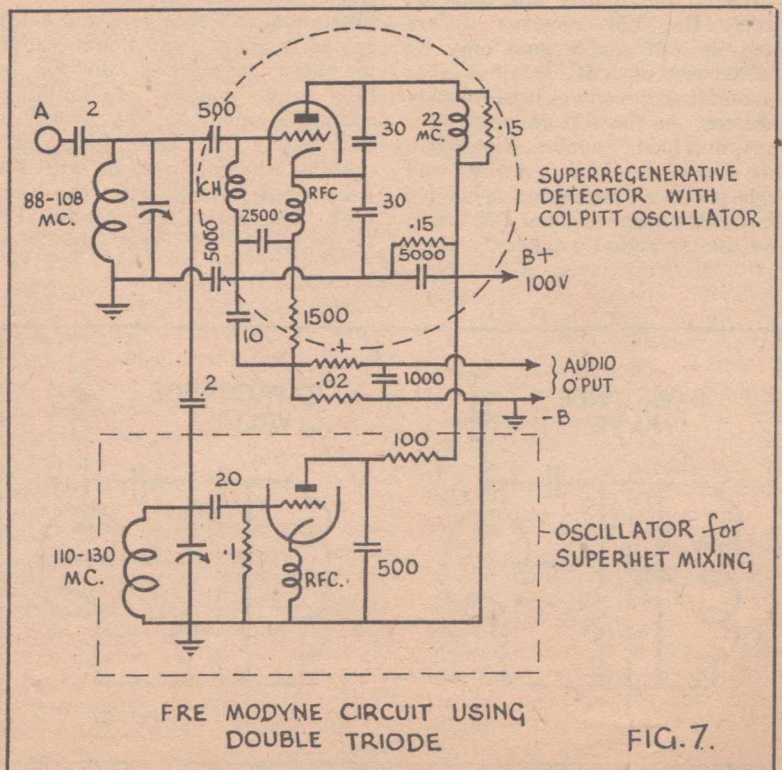 A
2
500
30
22
MC.
.15
CH
RFC
30
88-108
MC.
2500
5000
.15
5000
SUPERREGENERATIVE
DETECTOR WITH
COLPITT OSCILLATOR
B+
100V
10
1500
.1
.02
1000
AUDIO
O'PUT
-B
2
100
20
110-130
MC.
.1
RFC.
500
OSCILLATOR for
SUPERHET MIXING
FRE MODYNE CIRCUIT USING
DOUBLE TRIODE
FIG.7.